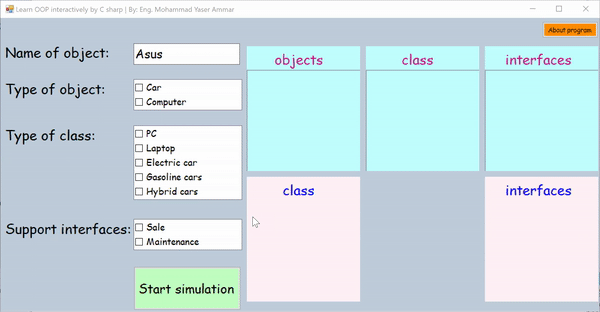 Learn OOP interactively by C sharp | By: Eng. Mohammad Yaser Ammar
About program
Name of object:
Asus
Type of object:
Car
Computer
Type of class:
PC
Laptop
Electric car
Gasoline cars
Hybrid cars
Support interfaces:
Sale
Maintenance
Start simulation
objects
class
interfaces
class
interfaces